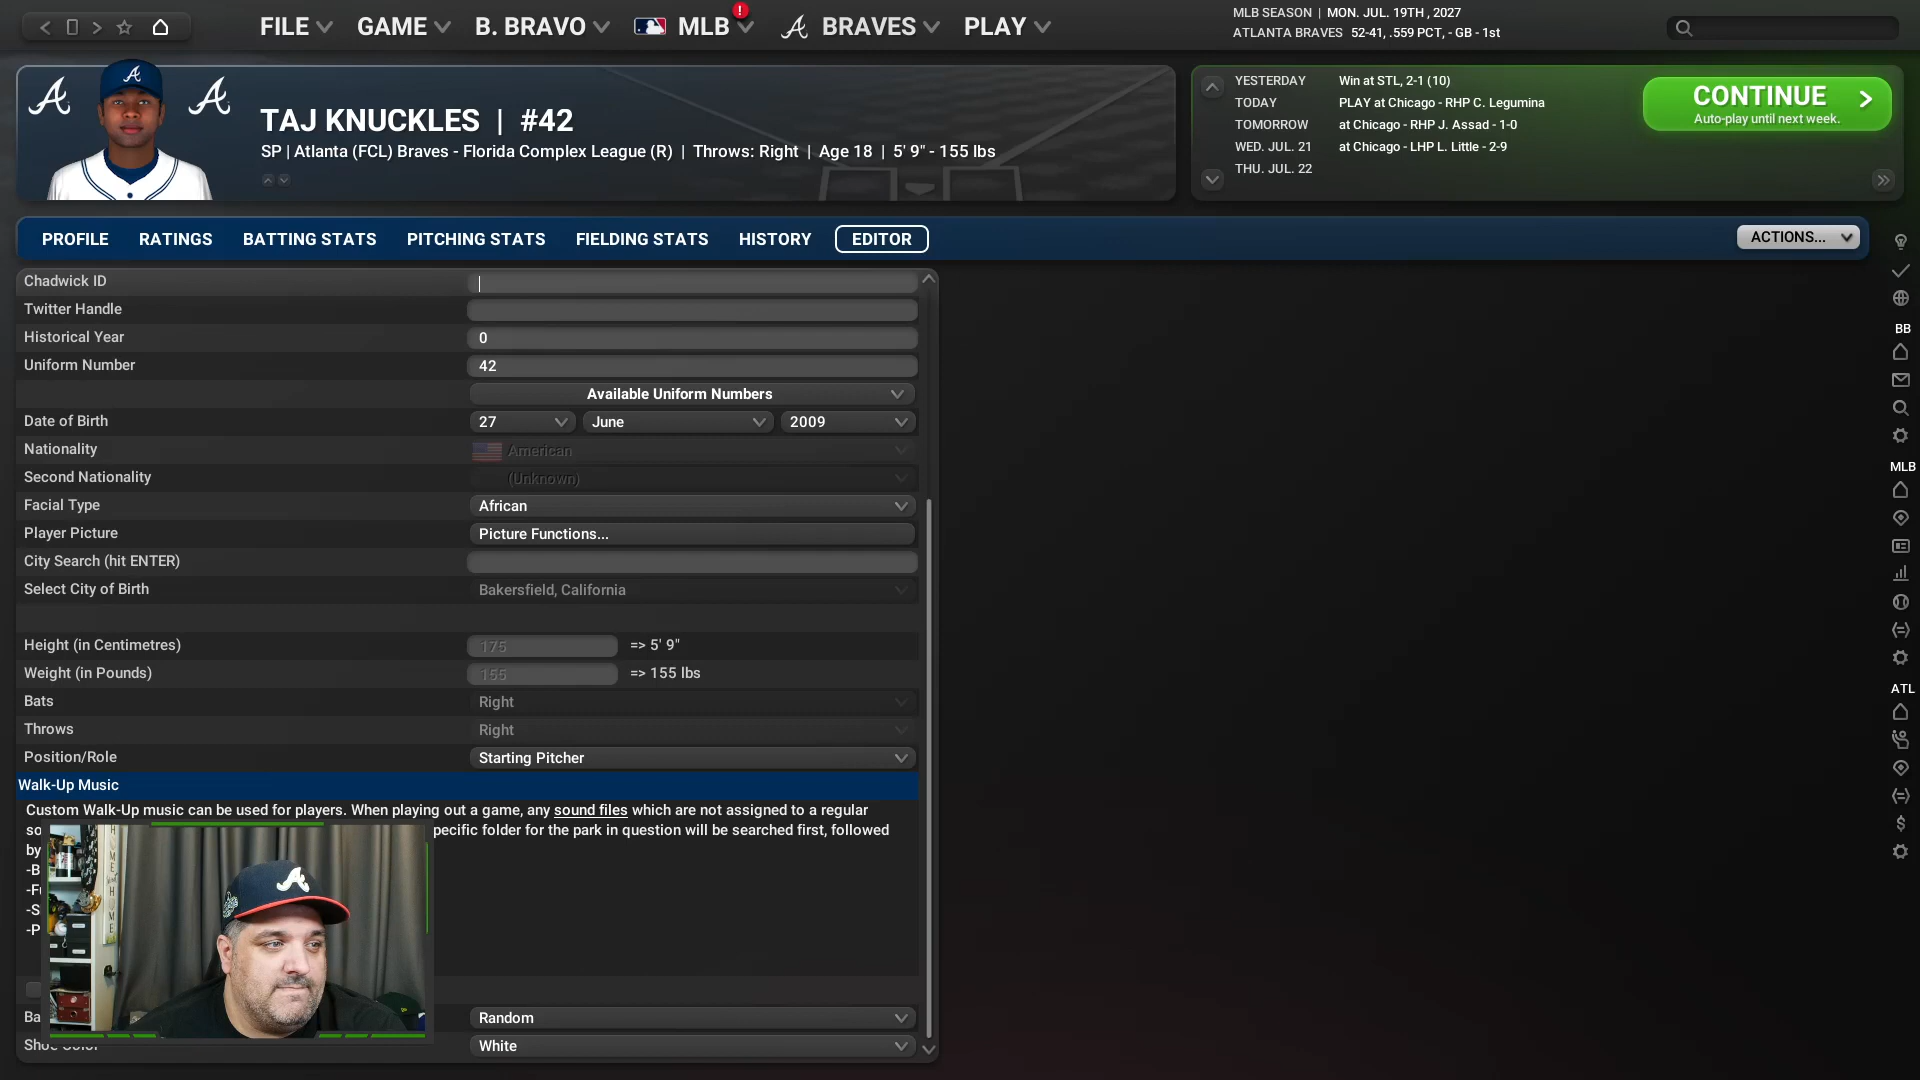 FILE
GAME
B. BRAVO
MLB
!
BRAVES
PLAY
MLB SEASON | MON. JUL. 19TH , 2027
ATLANTA BRAVES 52-41, .559 PCT, - GB - 1st
TAJ KNUCKLES | #42
SP | Atlanta (FCL) Braves - Florida Complex League (R) | Throws: Right | Age 18 | 5' 9" - 155 lbs
YESTERDAY Win at STL, 2-1 (10)
TODAY PLAY at Chicago - RHP C. Legumina
TOMORROW at Chicago - RHP J. Assad - 1-0
WED. JUL. 21 at Chicago - LHP L. Little - 2-9
THU. JUL. 22
CONTINUE
Auto-play until next week.
PROFILE
RATINGS
BATTING STATS
PITCHING STATS
FIELDING STATS
HISTORY
EDITOR
ACTIONS...
Chadwick ID
Twitter Handle
Historical Year 0
Uniform Number 42
Available Uniform Numbers
Date of Birth 27 June 2009
Nationality American
Second Nationality (Unknown)
Facial Type African
Player Picture Picture Functions...
City Search (hit ENTER)
Select City of Birth Bakersfield, California
Height (in Centimetres) 175 => 5' 9"
Weight (in Pounds) 155 => 155 lbs
Bats Right
Throws Right
Position/Role Starting Pitcher
Walk-Up Music
Custom Walk-Up music can be used for players. When playing out a game, any sound files which are not assigned to a regular
so pecific folder for the park in question will be searched first, followed
by
-B
-Fu
-S
-P
Ba Random
Shoe Color White
BB
MLB
ATL